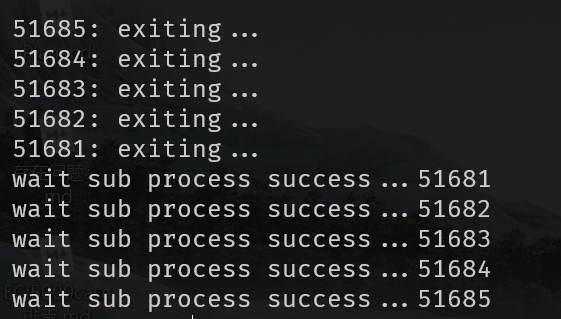 51685: exiting...
51684: exiting...
51683: exiting...
51682: exiting...
51681: exiting...
wait sub process success...51681
wait sub process success...51682
wait sub process success...51683
wait sub process success...51684
wait sub process success...51685